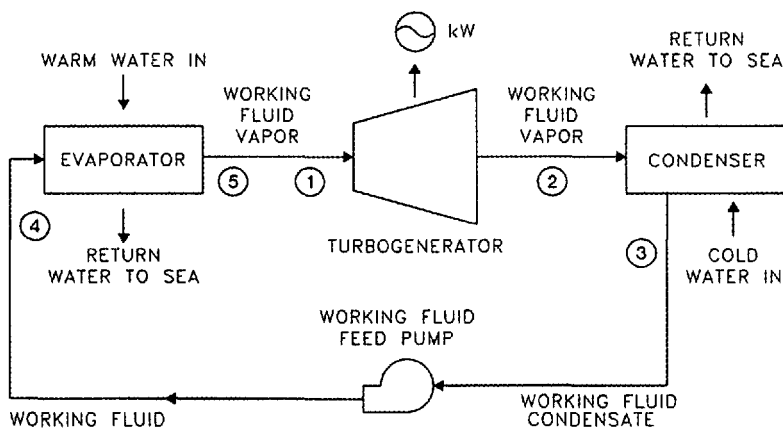 kW
WARM WATER IN
RETURN
WATER TO SEA
WORKING
FLUID
VAPOR
WORKING
FLUID
VAPOR
EVAPORATOR
CONDENSER
5
1
2
4
3
RETURN
WATER TO SEA
TURBOGENERATOR
COLD
WATER IN
WORKING FLUID
FEED PUMP
WORKING FLUID
WORKING FLUID
CONDENSATE